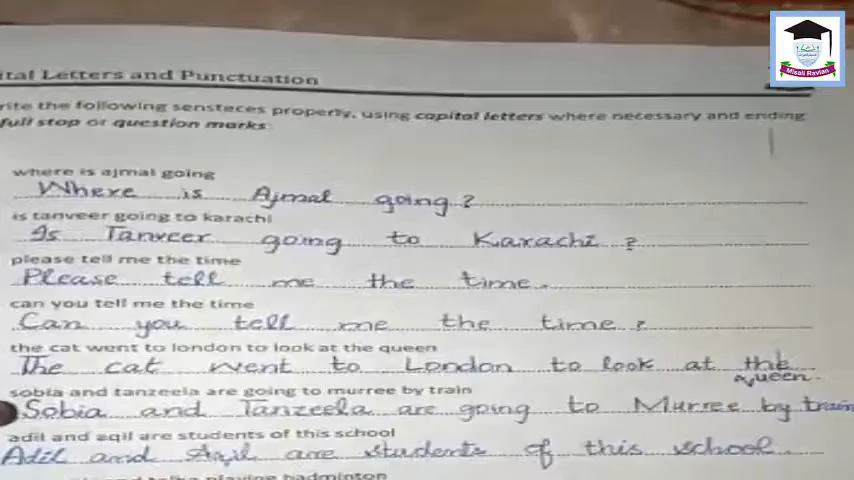 Misali Ravian
ital Letters and Punctuation
rite the following sensteces properly, using capital letters where necessary and ending
full stop or question marks
where is ajmal going
Where is Ajmal going?
is tanveer going to karachi
Is Tanveer going to Karachi?
please tell me the time
Please tell me the time.
can you tell me the time
Can you tell me the time?
the cat went to london to look at the queen
The cat went to London to look at the
queen.
sobia and tanzeela are going to murree by train
Sobia and Tanzeela are going to Murree by train
adil and aqil are students of this school
Adil and Aqil are students of this school.
playing badminton